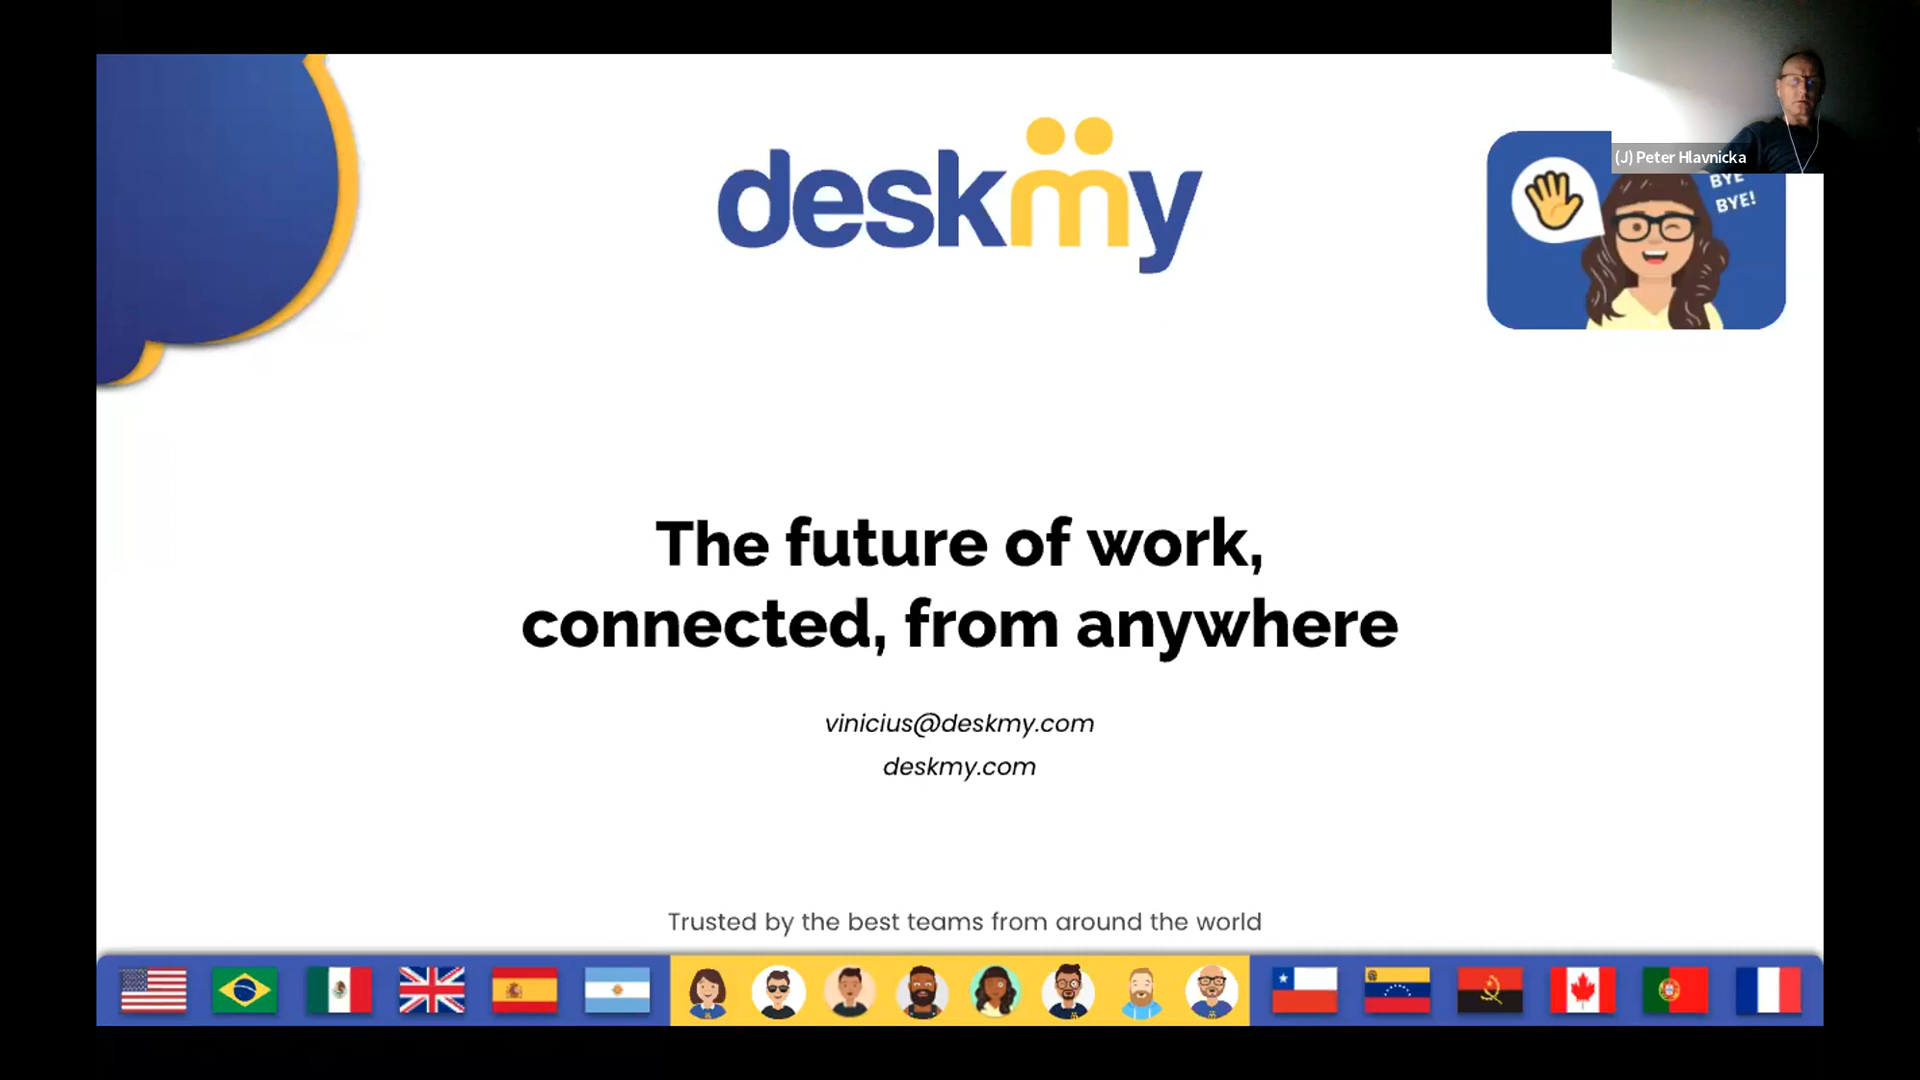 deskmy
(J) Peter Hlavnicka
BYE
BYE!
The future of work,
connected, from anywhere
vinicius@deskmy.com
deskmy.com
Trusted by the best teams from around the world